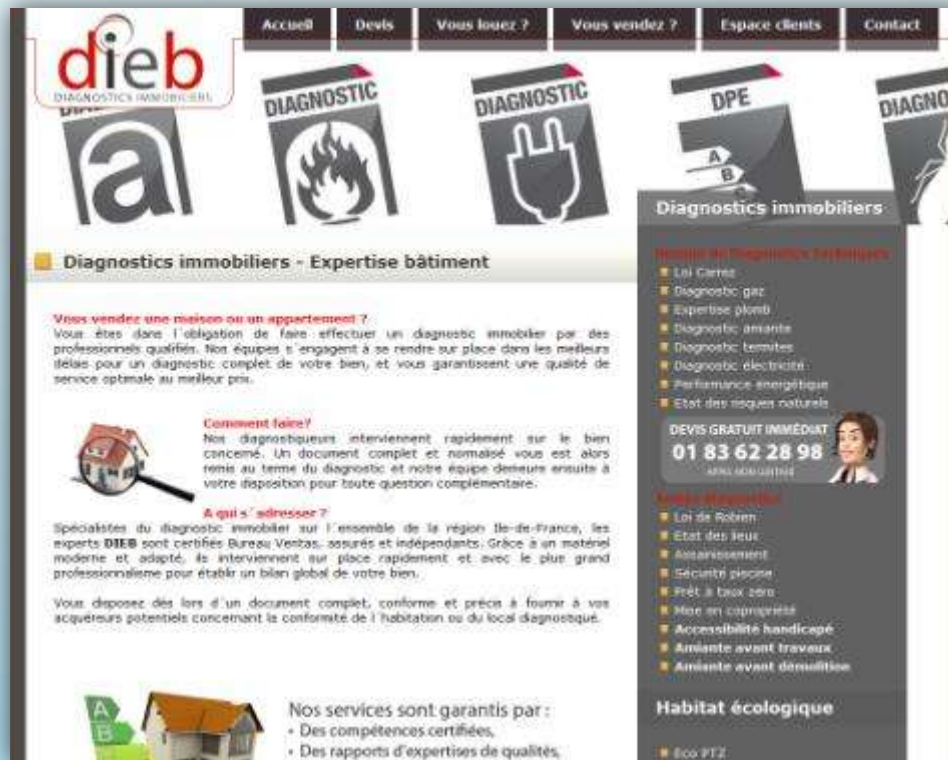 Accueil
Devis
Vous louez ?
Vous vendez ?
Espace clients
Contact
dieb
DIAGNOSTICS IMMOBILIERS
DIAGNOSTIC
DIAGNOSTIC
DPE
A
B
C
DIAGNO
a
Diagnostics immobiliers - Expertise bâtiment
Vous vendez une maison ou un appartement ?
Vous êtes dans l'obligation de faire effectuer un diagnostic immobilier par des
professionnels qualifiés. Nos équipes s'engagent à se rendre sur place dans les meilleurs
délais pour un diagnostic complet de votre bien, et vous garantissent une qualité de
service optimale au meilleur prix.
Comment faire?
Nos diagnostiqueurs interviennent rapidement sur le bien
concerné. Un document complet et normalisé vous est alors
remis au terme du diagnostic et notre équipe demeure ensuite à
votre disposition pour toute question complémentaire.
A qui s'adresser ?
Spécialistes du diagnostic immobilier sur l'ensemble de la région Ile-de-France, les
experts DIEB sont certifiés Bureau Veritas, assurés et indépendants. Grâce à un matériel
moderne et adapté, ils interviennent sur place rapidement et avec le plus grand
professionnalisme pour établir un bilan global de votre bien.
Vous disposez dès lors d'un document complet, conforme et précis à fournir à vos
acquéreurs potentiels concernant la conformité de l'habitation ou du local diagnostiqué.
A
B
Nos services sont garantis par :
- Des compétences certifiées,
- Des rapports d'expertises de qualités,
Diagnostics immobiliers
Dossier de Diagnostics Techniques
Loi Carrez
Diagnostic gaz
Expertise plomb
Diagnostic amiante
Diagnostic termites
Diagnostic électricité
Performance énergétique
Etat des risques naturels
DEVIS GRATUIT IMMÉDIAT
01 83 62 28 98
APPEL NON SURTAXÉ
Loi de Robien
Etat des lieux
Assainissement
Sécurité piscine
Prêt à taux zéro
Mise en copropriété
Accessibilité handicapé
Amiante avant travaux
Amiante avant démolition
Habitat écologique
Eco PTZ